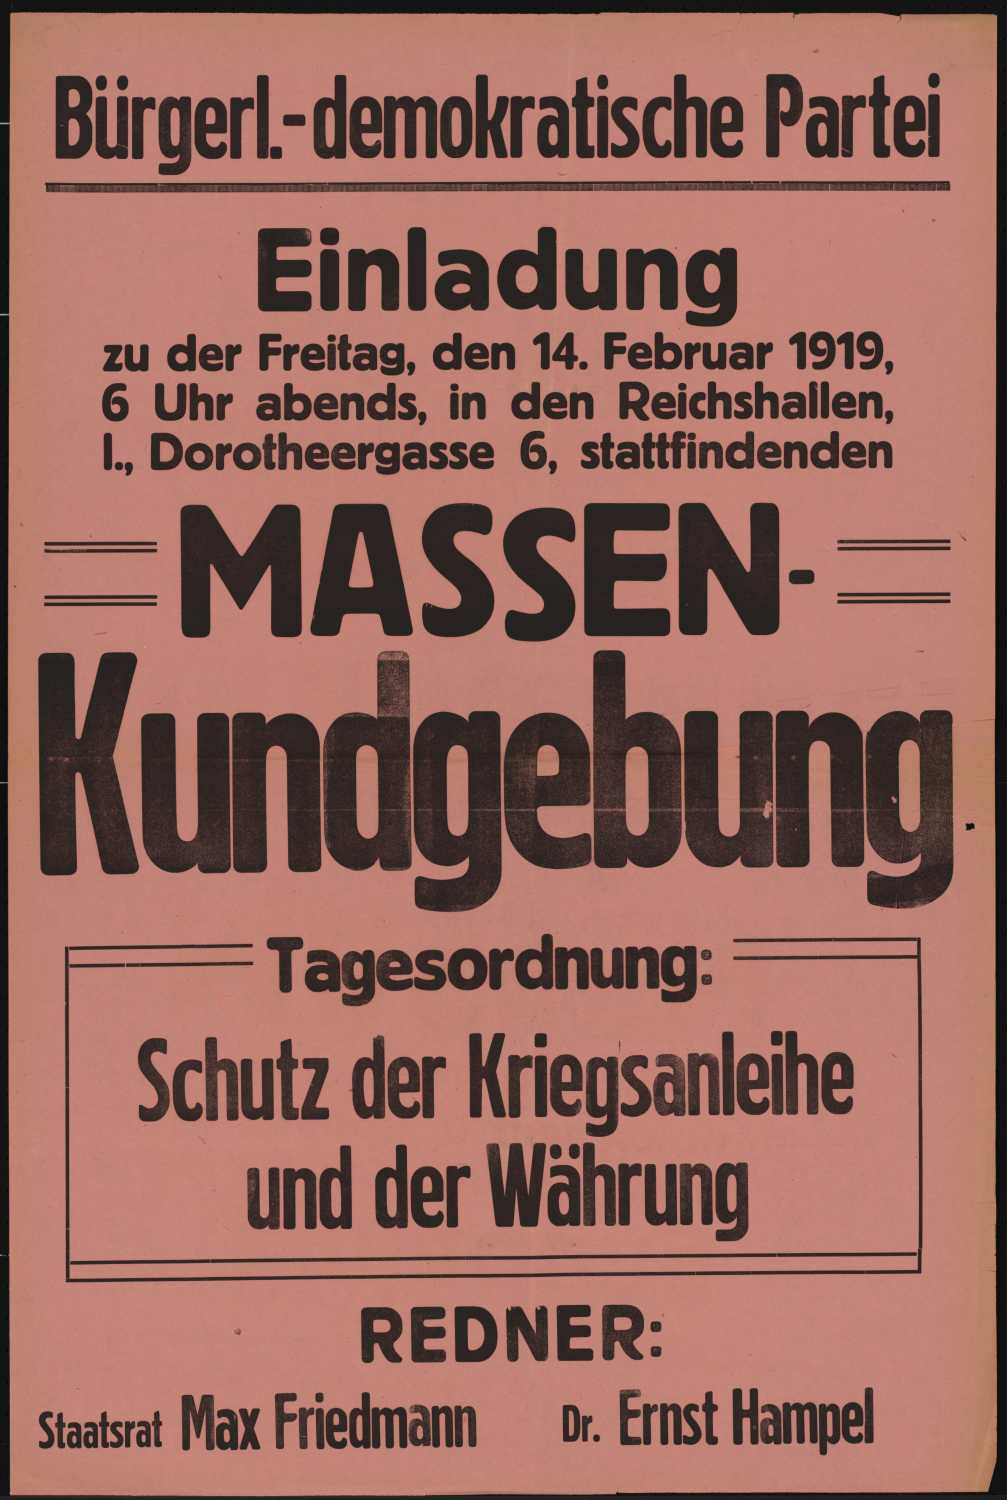 Bürgerl.-demokratische Partei
Einladung
zu der Freitag, den 14. Februar 1919,
6 Uhr abends, in den Reichshallen,
I., Dorotheergasse 6, stattfindenden
MASSEN-
Kundgebung
Tagesordnung:
Schutz der Kriegsanleihe
und der Währung
REDNER:
Staatsrat Max Friedmann Dr. Ernst Hampel